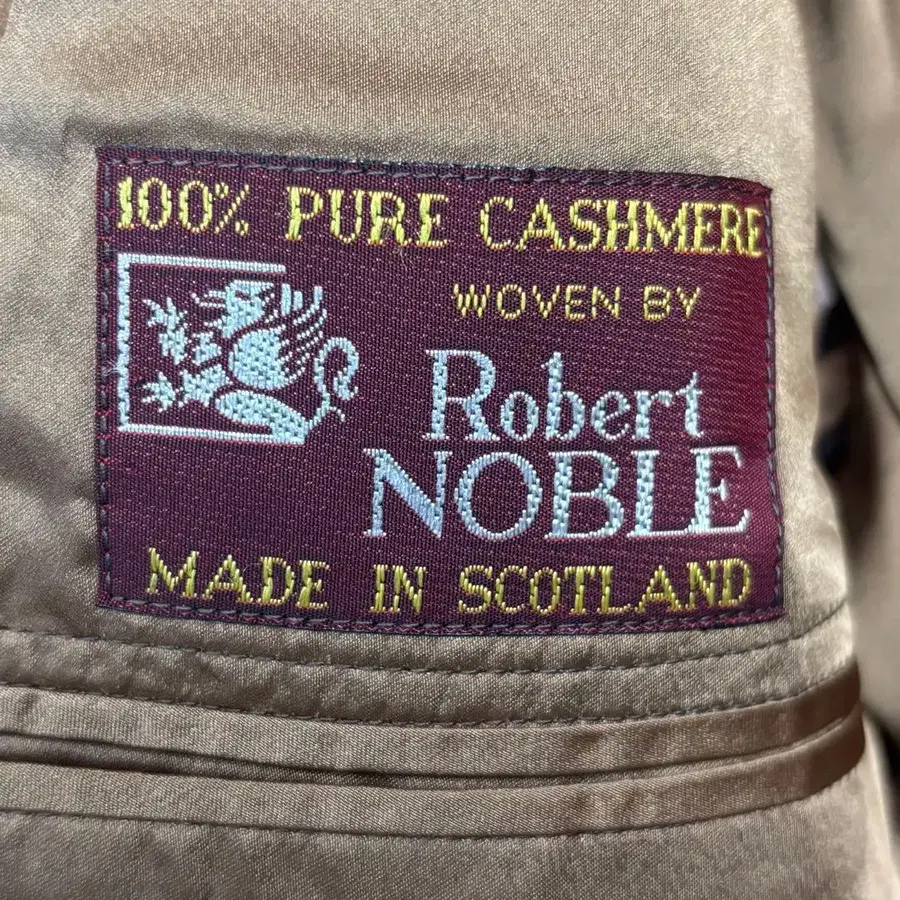 100% PURE CASHMERE
WOVEN BY
Robert
NOBLE
MADE IN SCOTLAND